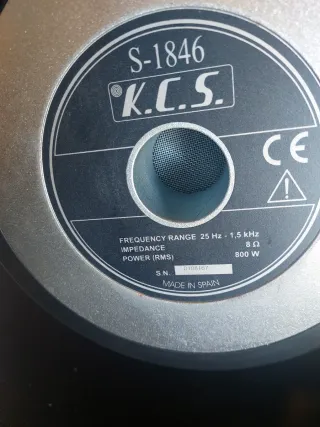 S-1846
K.C.S.
CE
FREQUENCY RANGE 25 Hz - 1,5 kHz
IMPEDANCE 8 Ω
POWER (RMS) 800 W
S.N.
MADE IN SPAIN